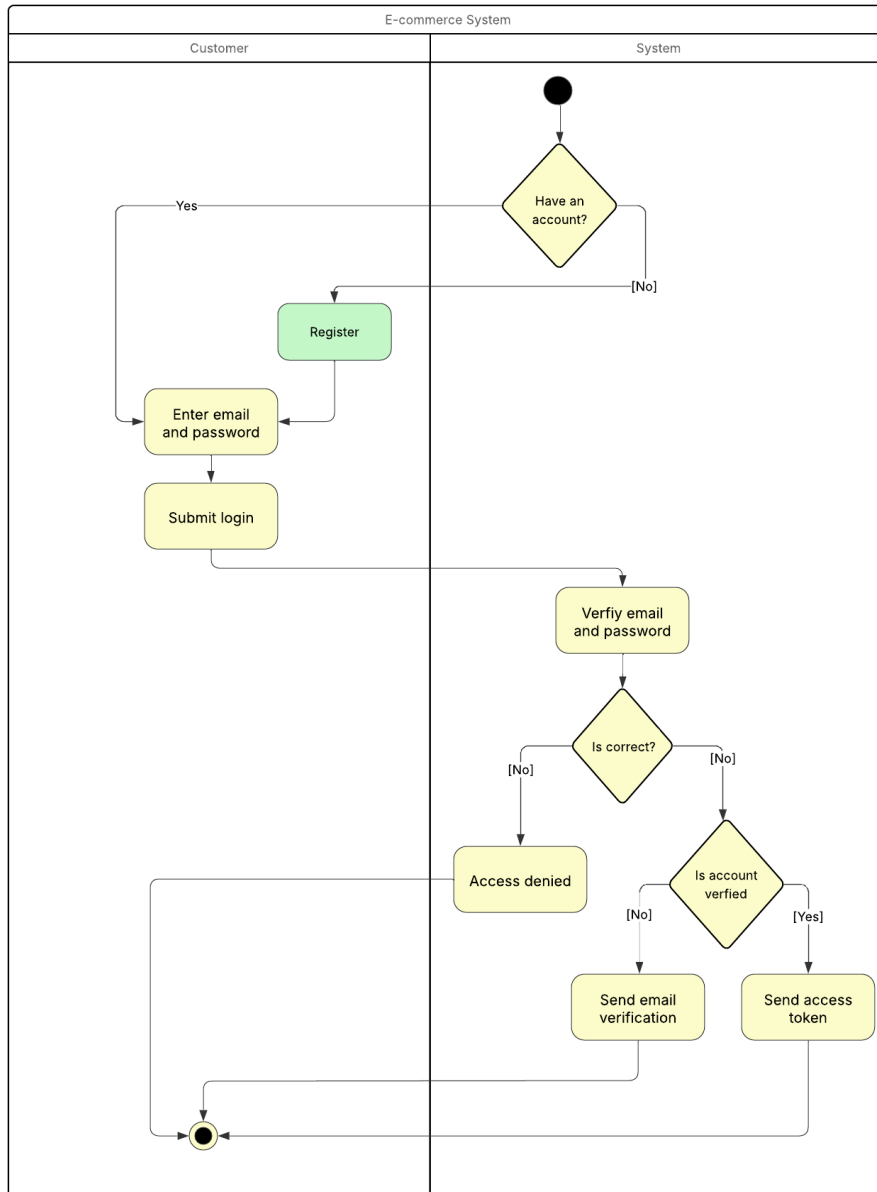 E-commerce System
Customer
System
Have an
account?
Yes
[No]
Register
Enter email
and password
Submit login
Verfiy email
and password
Is correct?
[No]
[No]
Access denied
Is account
verfied
[No]
[Yes]
Send email
verification
Send access
token